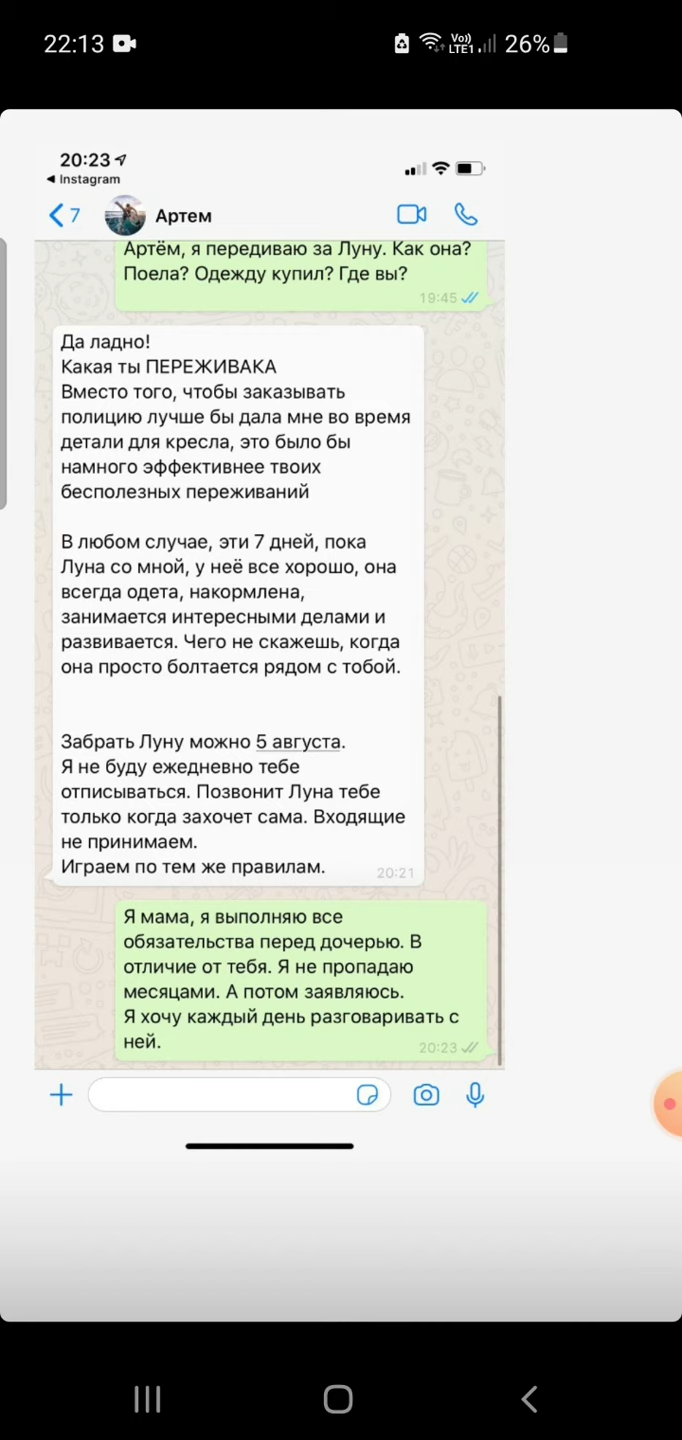 22:13
Vo))
LTE1
26%
20:23
Instagram
7
Артем
Артём, я передиваю за Луну. Как она?
Поела? Одежду купил? Где вы?
19:45
Да ладно!
Какая ты ПЕРЕЖИВАКА
Вместо того, чтобы заказывать
полицию лучше бы дала мне во время
детали для кресла, это было бы
намного эффективнее твоих
бесполезных переживаний
В любом случае, эти 7 дней, пока
Луна со мной, у неё все хорошо, она
всегда одета, накормлена,
занимается интересными делами и
развивается. Чего не скажешь, когда
она просто болтается рядом с тобой.
Забрать Луну можно 5 августа.
Я не буду ежедневно тебе
отписываться. Позвонит Луна тебе
только когда захочет сама. Входящие
не принимаем.
Играем по тем же правилам.
20:21
Я мама, я выполняю все
обязательства перед дочерью. В
отличие от тебя. Я не пропадаю
месяцами. А потом заявляюсь.
Я хочу каждый день разговаривать с
ней.
20:23